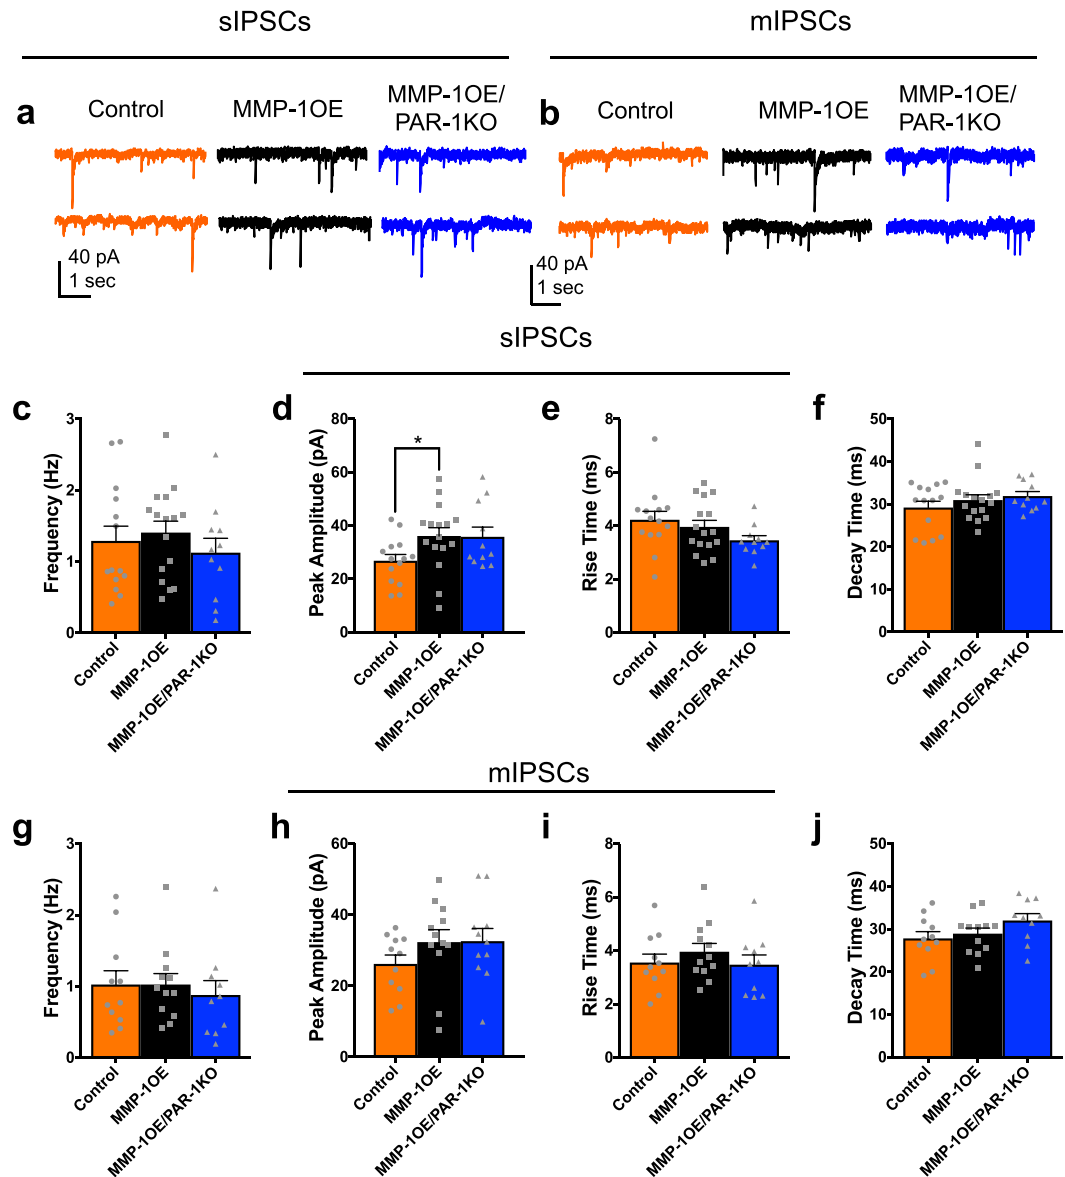 sIPSCs
mIPSCs
a
Control
MMP-1OE
MMP-1OE/
PAR-1KO
b
Control
MMP-1OE
MMP-1OE/
PAR-1KO
40 pA
1 sec
40 pA
1 sec
sIPSCs
c
Frequency (Hz)
3
2
1
0
Control
MMP-1OE
MMP-1OE/PAR-1KO
d
Peak Amplitude (pA)
80
60
40
20
0
*
Control
MMP-1OE
MMP-1OE/PAR-1KO
e
Rise Time (ms)
8
6
4
2
0
Control
MMP-1OE
MMP-1OE/PAR-1KO
f
Decay Time (ms)
50
40
30
20
10
0
Control
MMP-1OE
MMP-1OE/PAR-1KO
mIPSCs
g
Frequency (Hz)
3
2
1
0
Control
MMP-1OE
MMP-1OE/PAR-1KO
h
Peak Amplitude (pA)
60
40
20
0
Control
MMP-1OE
MMP-1OE/PAR-1KO
i
Rise Time (ms)
8
6
4
2
0
Control
MMP-1OE
MMP-1OE/PAR-1KO
j
Decay Time (ms)
50
40
30
20
10
0
Control
MMP-1OE
MMP-1OE/PAR-1KO